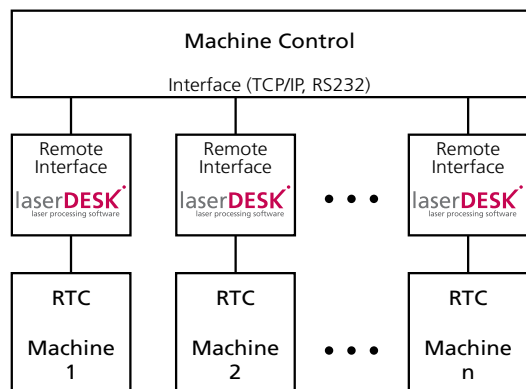 Machine Control
Interface (TCP/IP, RS232)
Remote
Interface
laserDESK
laser processing software
Remote
Interface
laserDESK
laser processing software
Remote
Interface
laserDESK
laser processing software
RTC
Machine
1
RTC
Machine
2
RTC
Machine
n